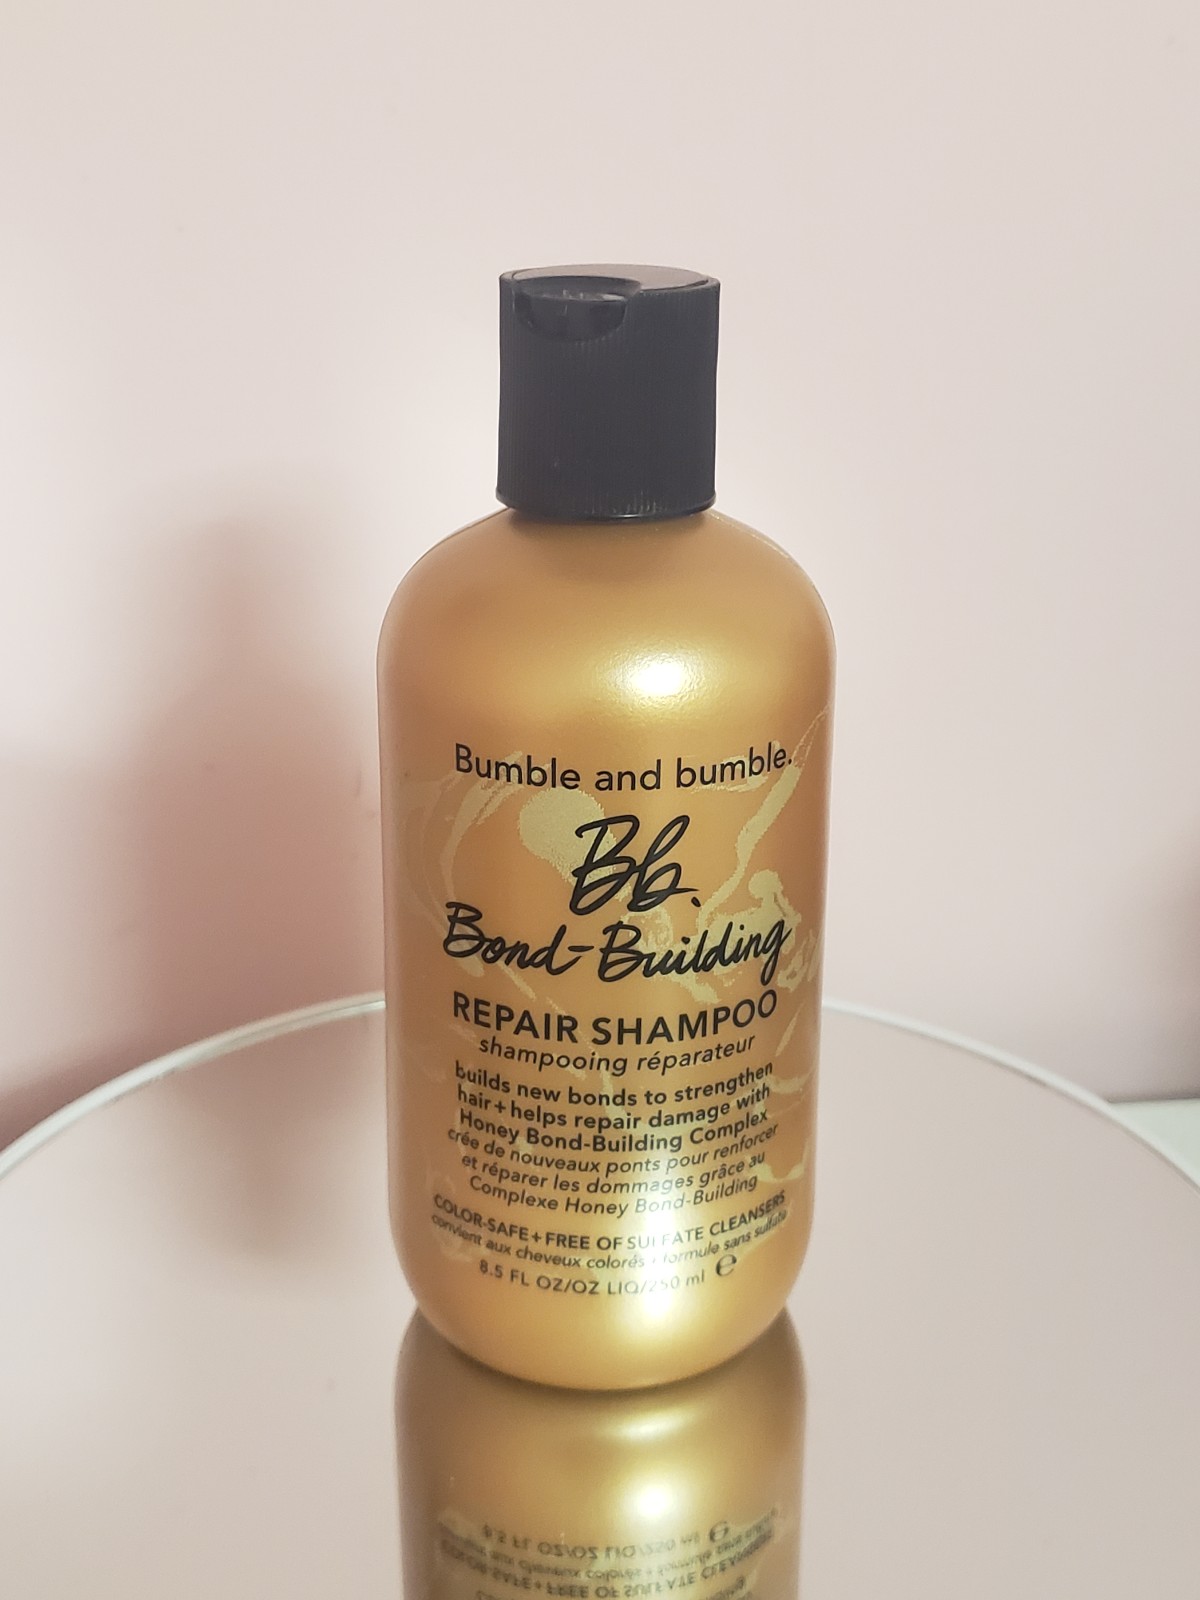 Bumble and bumble.
Bb.
Bond-Building
REPAIR SHAMPOO
shampooing réparateur
builds new bonds to strengthen
hair+helps repair damage with
Honey Bond-Building Complex
crée de nouveaux ponts pour renforcer
et réparer les dommages grâce au
Complexe Honey Bond-Building
COLOR-SAFE+FREE OF SULFATE CLEANSERS
convient aux cheveux colorés + formule sans sulfate
8.5 FL OZ/OZ LIQ/250 ml ℮